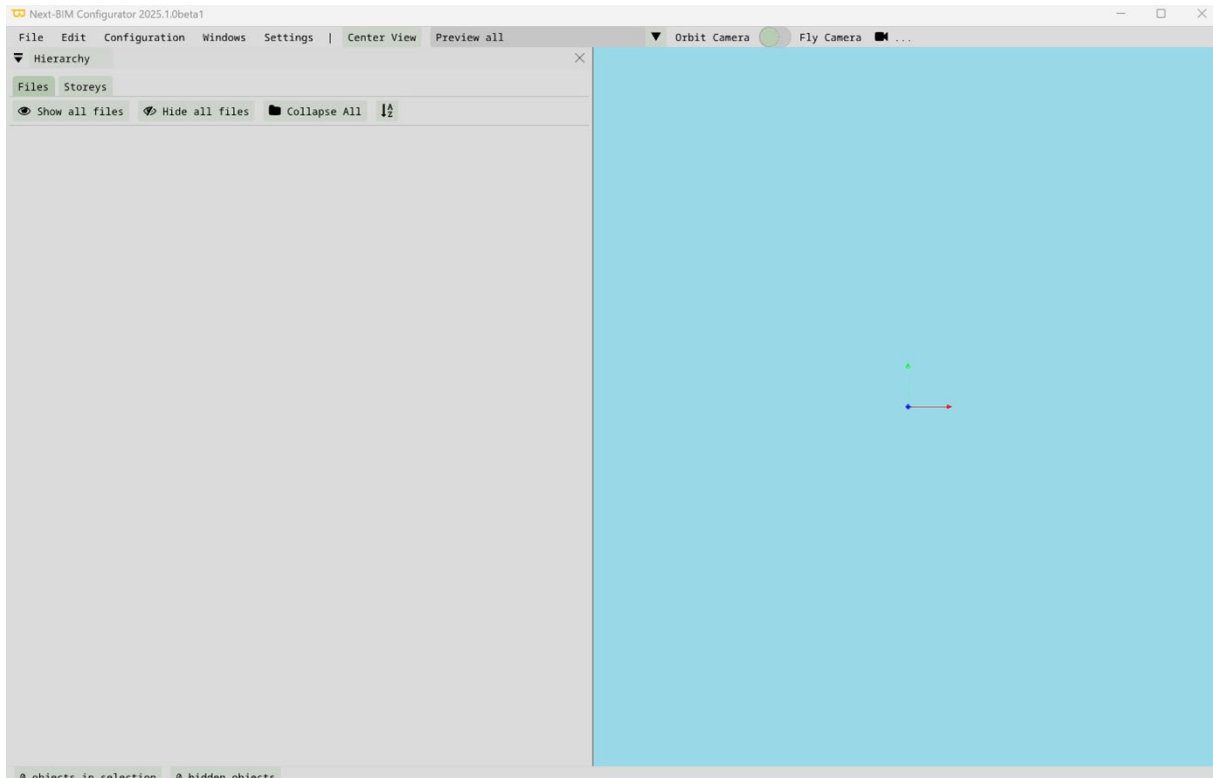 Next-BIM Configurator 2025.1.0beta1
File Edit Configuration Windows Settings | Center View Preview all Orbit Camera Fly Camera ...
Hierarchy
Files Storeys
Show all files Hide all files Collapse All A Z
0 objects in selection 0 hidden objects